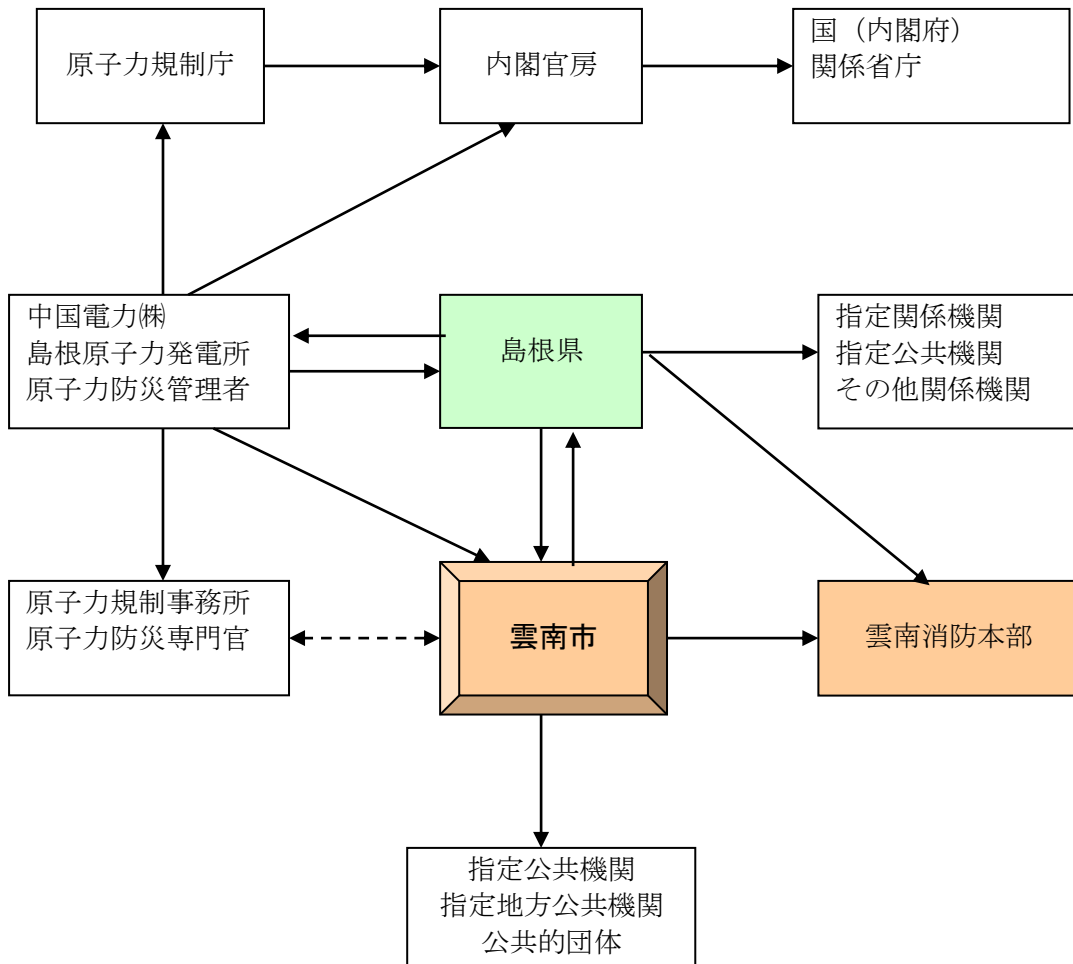 原子力規制庁
内閣官房
国（内閣府）
関係省庁
中国電力㈱
島根原子力発電所
原子力防災管理者
島根県
指定関係機関
指定公共機関
その他関係機関
原子力規制事務所
原子力防災専門官
雲南市
雲南消防本部
指定公共機関
指定地方公共機関
公共的団体